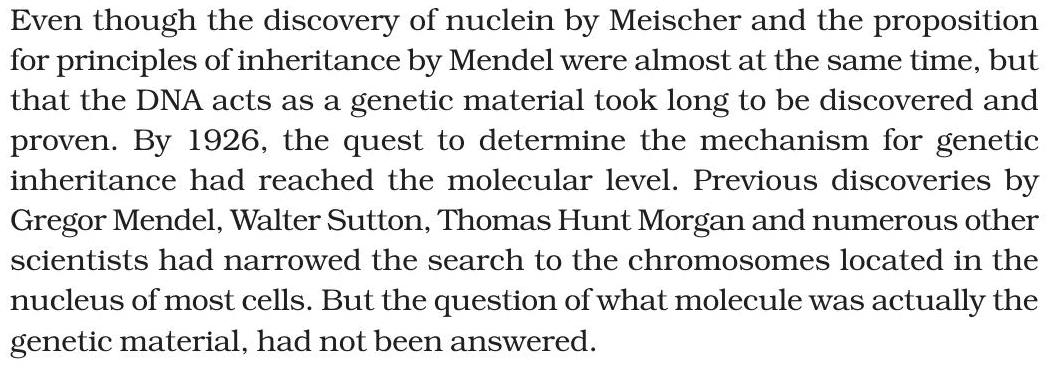 Even though the discovery of nuclein by Meischer and the proposition
for principles of inheritance by Mendel were almost at the same time, but
that the DNA acts as a genetic material took long to be discovered and
proven. By 1926, the quest to determine the mechanism for genetic
inheritance had reached the molecular level. Previous discoveries by
Gregor Mendel, Walter Sutton, Thomas Hunt Morgan and numerous other
scientists had narrowed the search to the chromosomes located in the
nucleus of most cells. But the question of what molecule was actually the
genetic material, had not been answered.